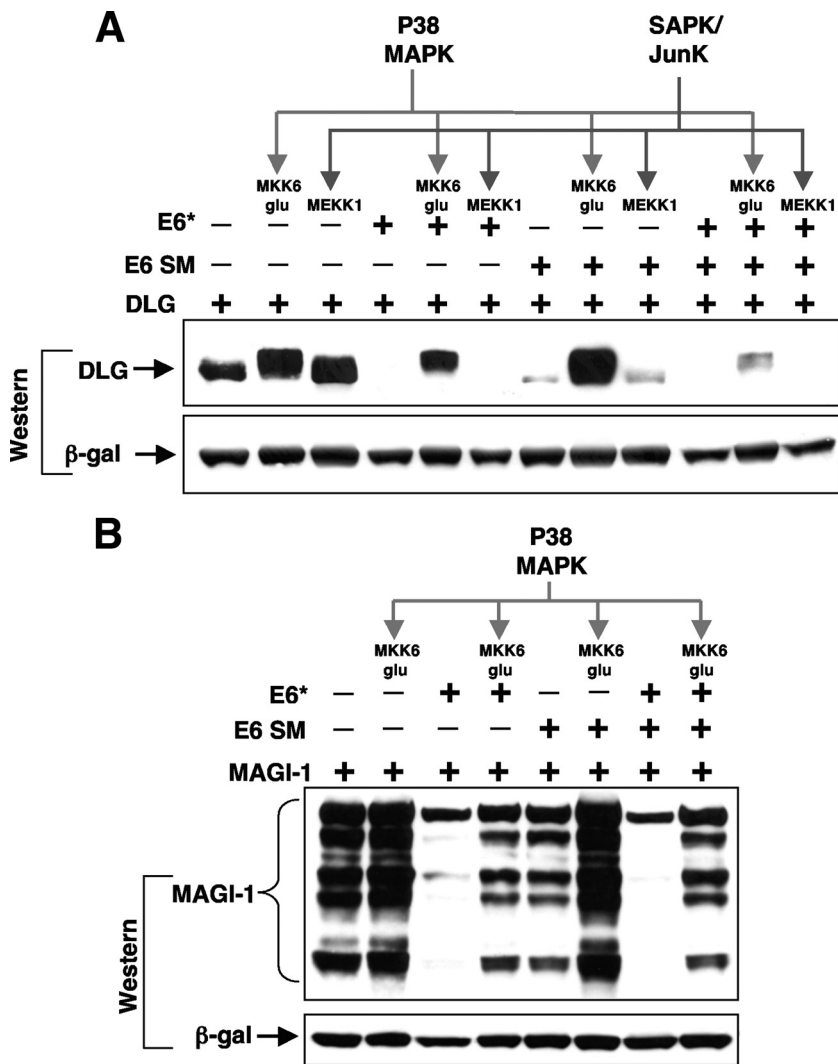 A
P38 MAPK
SAPK/ JunK
MKK6 glu MEKK1 MKK6 glu MEKK1 MKK6 glu MEKK1 MKK6 glu MEKK1
E6* – – – + + + – – – + + +
E6 SM – – – – – – + + + + + +
DLG + + + + + + + + + + + +
Western
DLG
β-gal
B
P38
MAPK
MKK6 MKK6 MKK6 MKK6
glu glu glu glu
E6* – – + + – – + +
E6 SM – – – – + + + +
MAGI-1 + + + + + + + +
Western
MAGI-1
β-gal